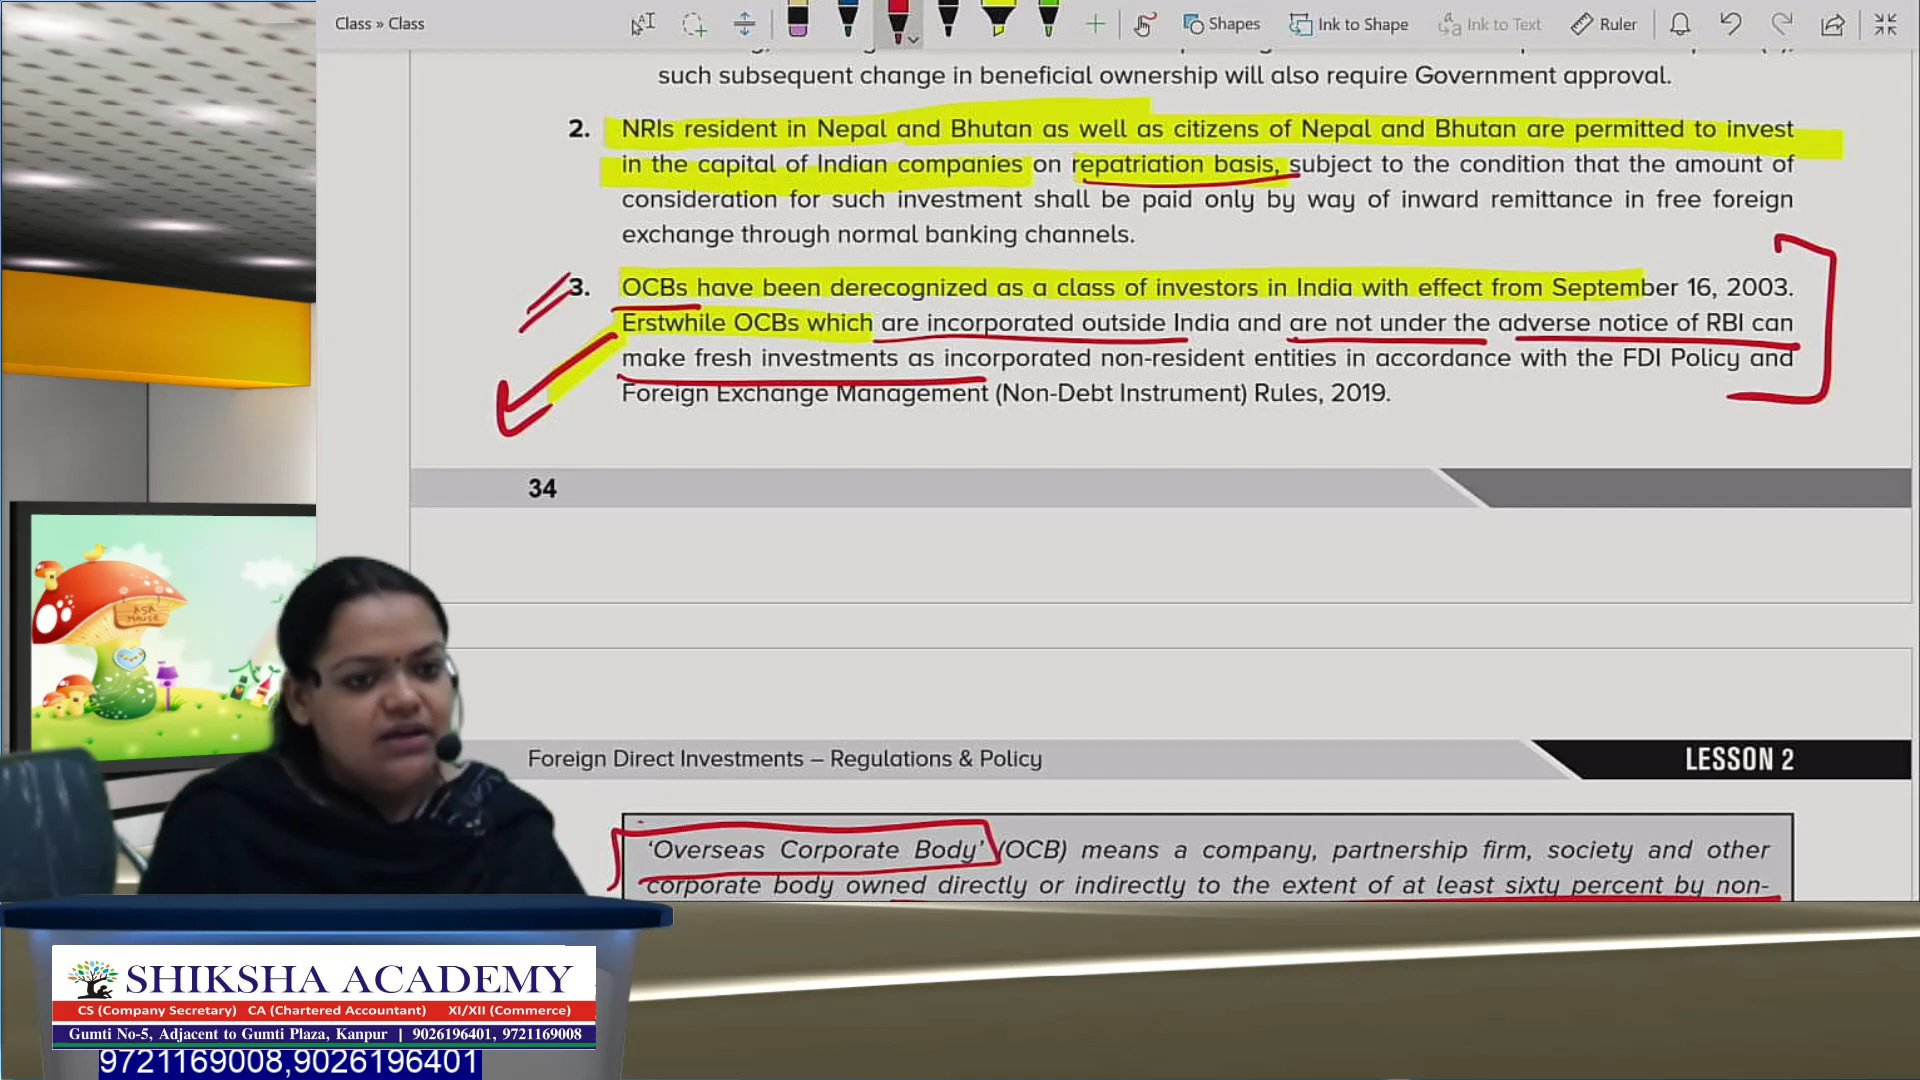 Class » Class
Shapes
Ink to Shape
Ink to Text
Ruler
such subsequent change in beneficial ownership will also require Government approval.
2. NRIs resident in Nepal and Bhutan as well as citizens of Nepal and Bhutan are permitted to invest
in the capital of Indian companies on repatriation basis, subject to the condition that the amount of
consideration for such investment shall be paid only by way of inward remittance in free foreign
exchange through normal banking channels.
3. OCBs have been derecognized as a class of investors in India with effect from September 16, 2003.
Erstwhile OCBs which are incorporated outside India and are not under the adverse notice of RBI can
make fresh investments as incorporated non-resident entities in accordance with the FDI Policy and
Foreign Exchange Management (Non-Debt Instrument) Rules, 2019.
34
Foreign Direct Investments – Regulations & Policy
LESSON 2
‘Overseas Corporate Body’ (OCB) means a company, partnership firm, society and other
corporate body owned directly or indirectly to the extent of at least sixty percent by non-
SHIKSHA ACADEMY
CS (Company Secretary) CA (Chartered Accountant) XI/XII (Commerce)
Gumti No-5, Adjacent to Gumti Plaza, Kanpur | 9026196401, 9721169008
9721169008,9026196401